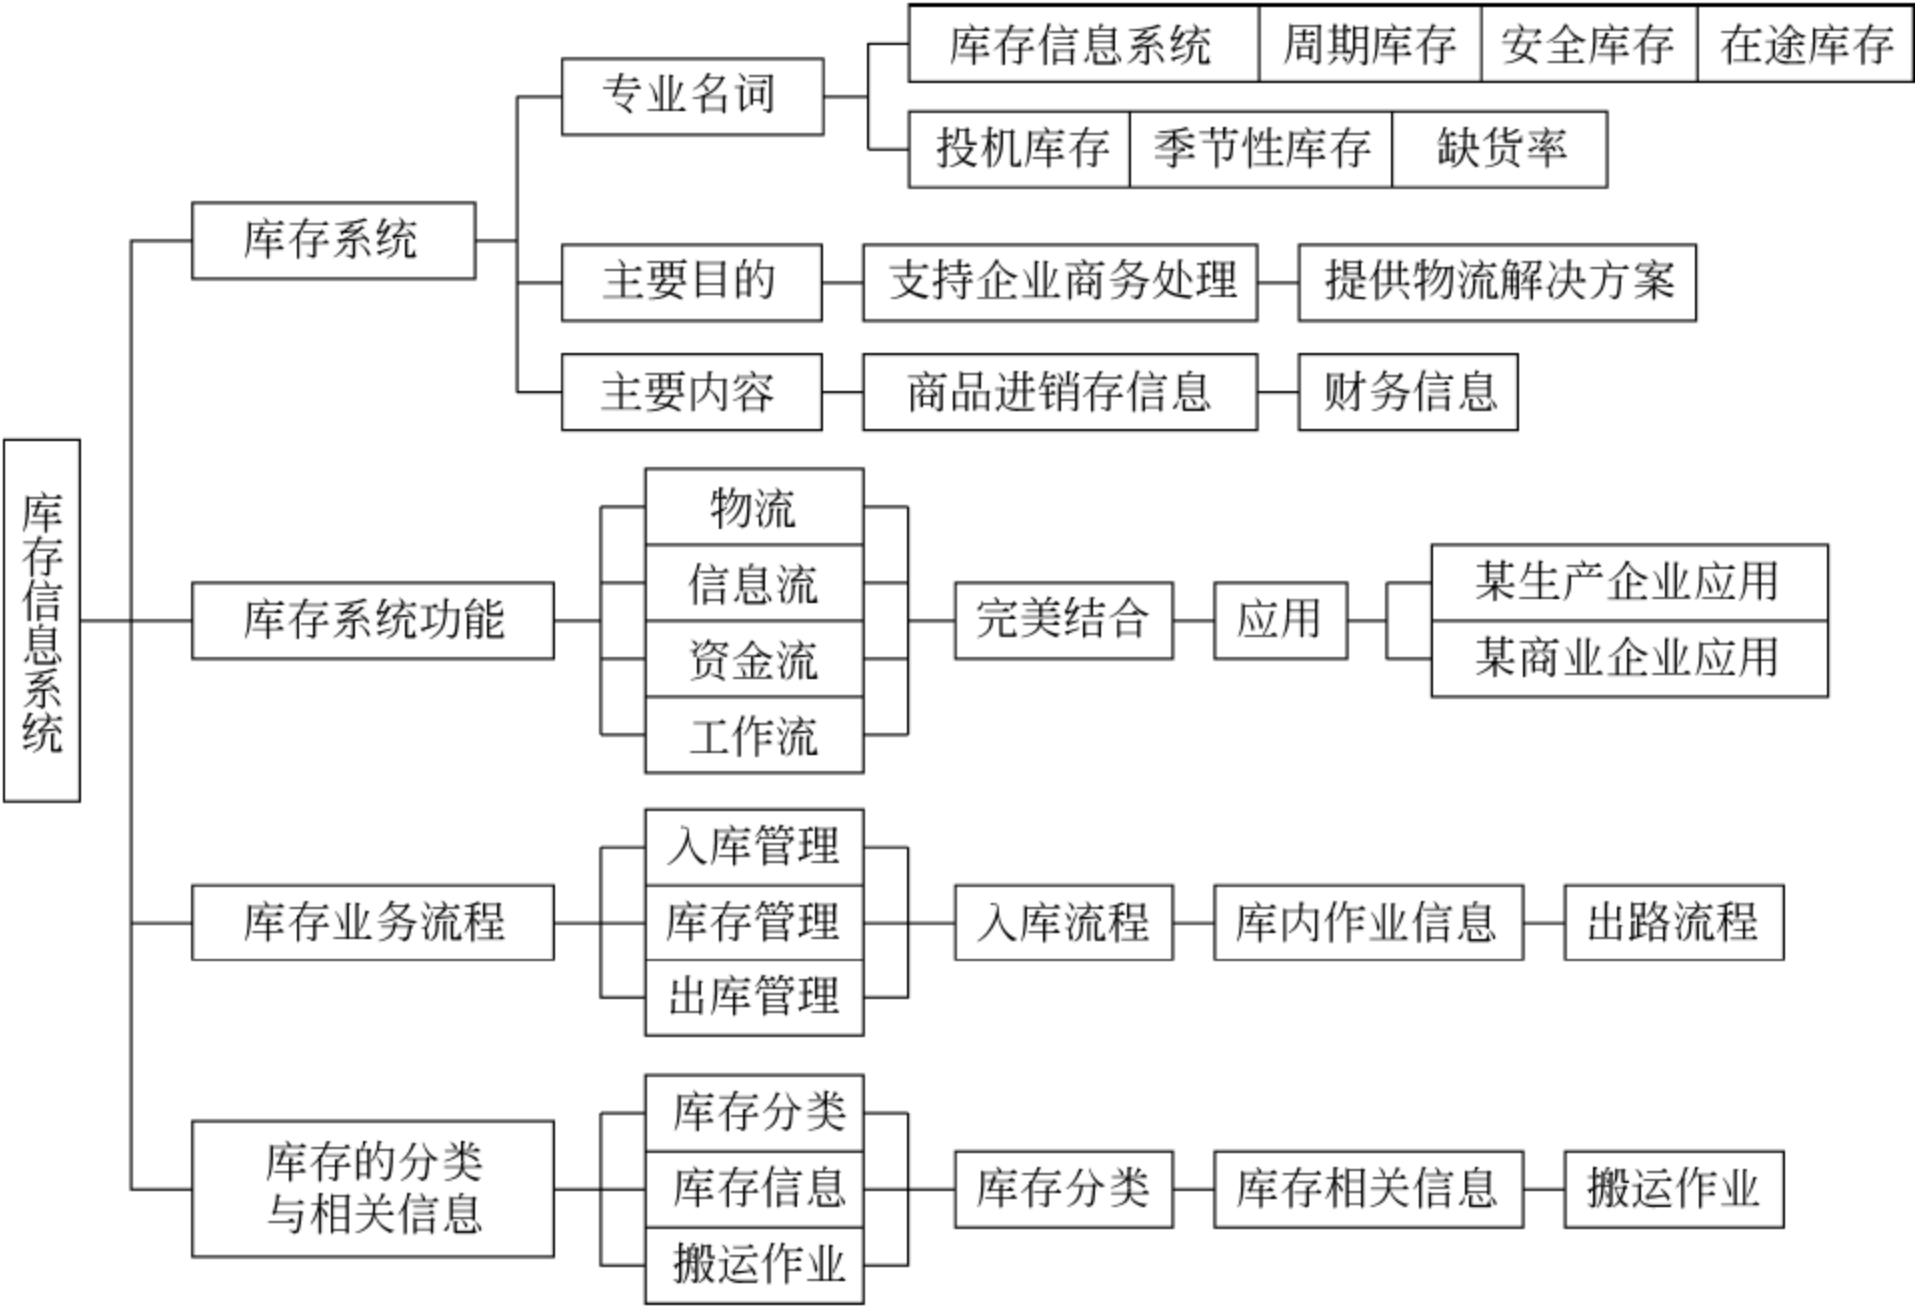 库存信息系统
库存系统
专业名词
库存信息系统 周期库存 安全库存 在途库存
投机库存 季节性库存 缺货率
主要目的 支持企业商务处理 提供物流解决方案
主要内容 商品进销存信息 财务信息
库存系统功能
物流
信息流
资金流
工作流
完美结合 应用
某生产企业应用
某商业企业应用
库存业务流程
入库管理
库存管理
出库管理
入库流程 库内作业信息 出路流程
库存的分类
与相关信息
库存分类
库存信息
搬运作业
库存分类 库存相关信息 搬运作业